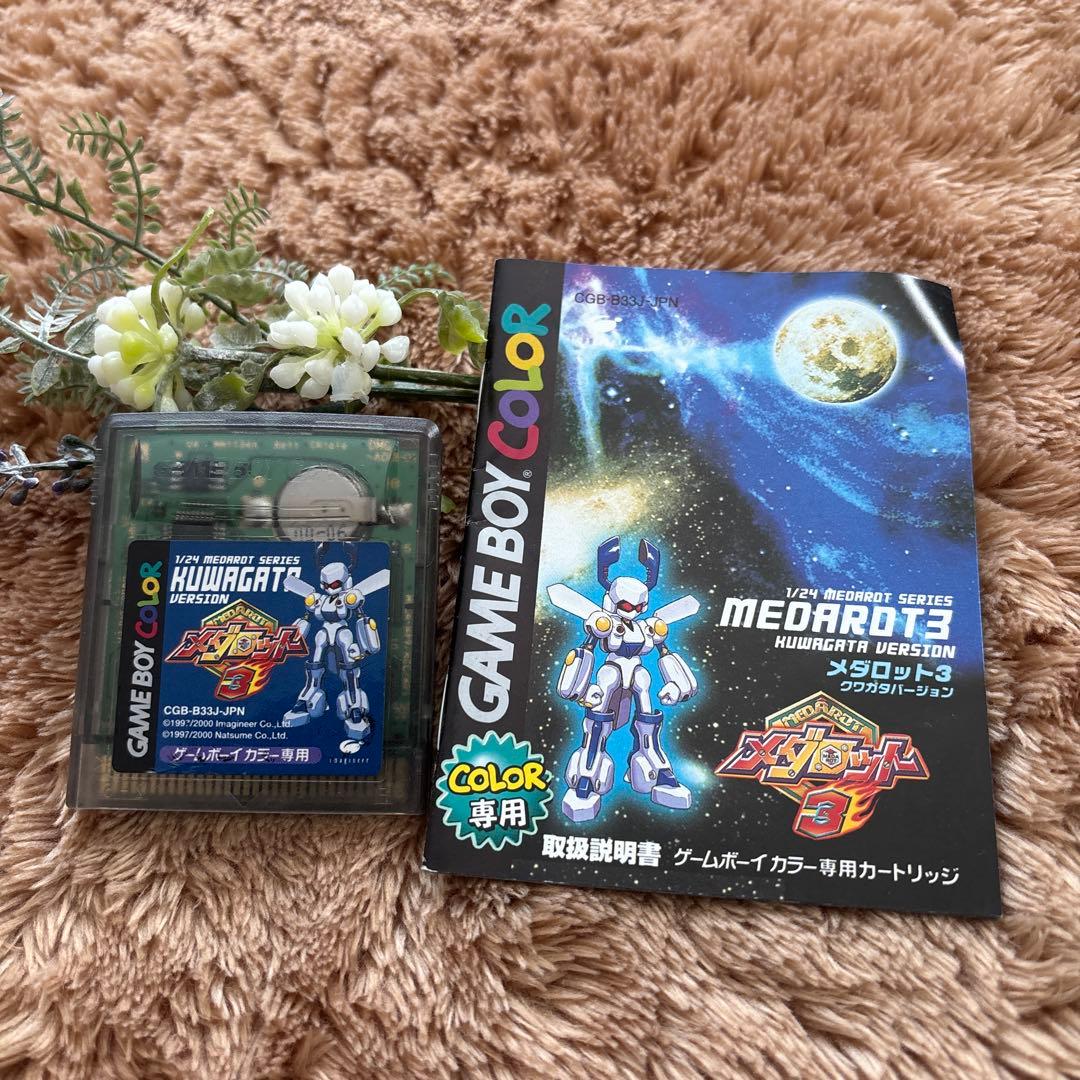 1/24 MEDAROT SERIES
KUWAGATA
VERSION
MEDAROT
メダロット
3
GAME BOY COLOR
CGB-B33J-JPN
©1997/2000 Imagineer Co.,Ltd.
©1997/2000 Natsume Co.,Ltd.
ゲームボーイカラー専用
imagineer
CGB-B33J-JPN
GAME BOY® COLOR
1/24 MEDAROT SERIES
MEDAROT3
KUWAGATA VERSION
メダロット3
クワガタバージョン
MEDAROT
メダロット
3
COLOR
専用
取扱説明書 ゲームボーイカラー専用カートリッジ